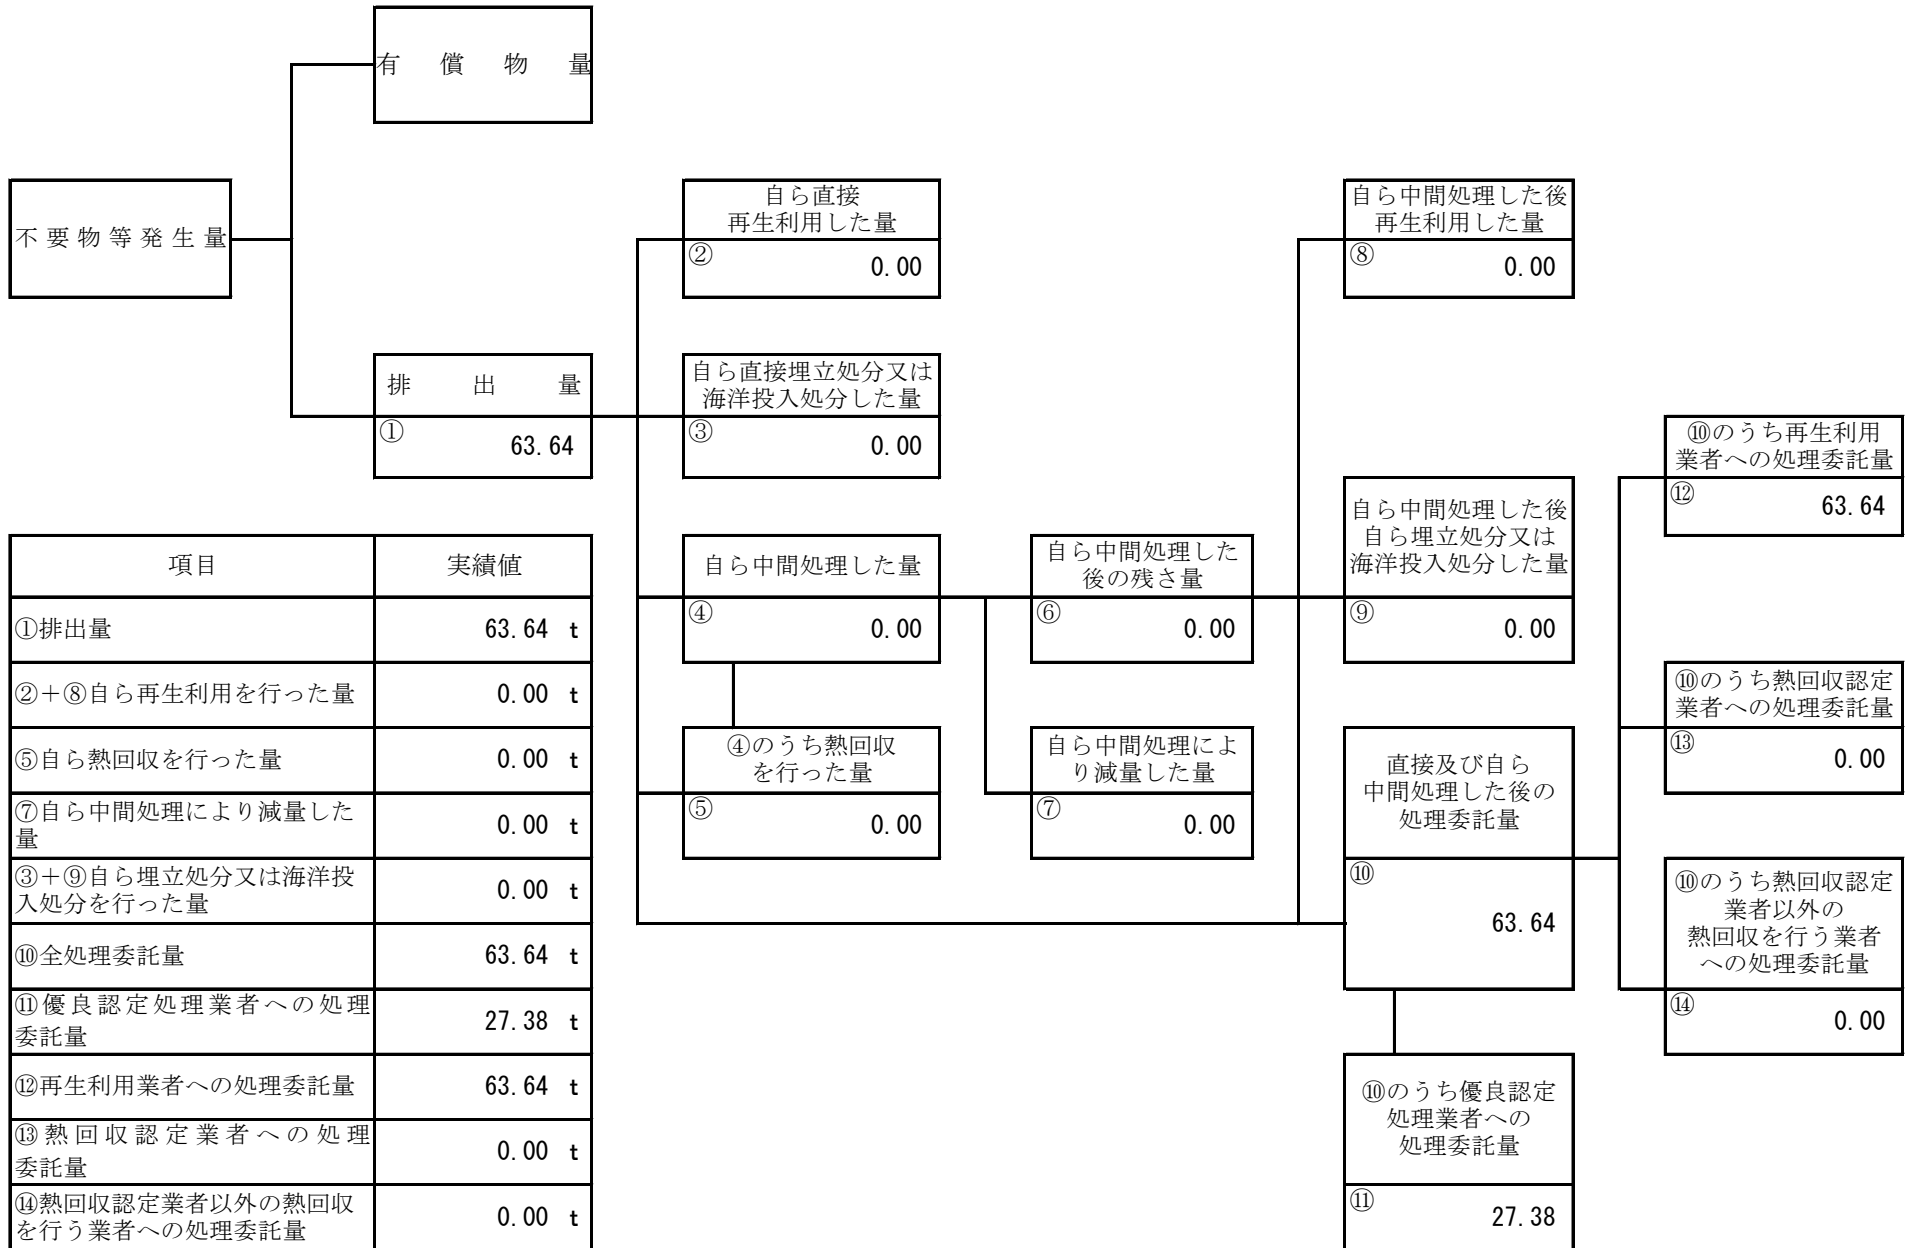 有償物量
不要物等発生量
自ら直接
再生利用した量
②
0.00
自ら中間処理した後
再生利用した量
⑧
0.00
排出量
①
63.64
自ら直接埋立処分又は
海洋投入処分した量
③
0.00
⑩のうち再生利用
業者への処理委託量
⑫
63.64
自ら中間処理した量
④
0.00
自ら中間処理した
後の残さ量
⑥
0.00
自ら中間処理した後
自ら埋立処分又は
海洋投入処分した量
⑨
0.00
⑩のうち熱回収認定
業者への処理委託量
⑬
0.00
④のうち熱回収
を行った量
⑤
0.00
自ら中間処理によ
り減量した量
⑦
0.00
直接及び自ら
中間処理した後の
処理委託量
⑩
63.64
⑩のうち熱回収認定
業者以外の
熱回収を行う業者
への処理委託量
⑭
0.00
⑩のうち優良認定
処理業者への
処理委託量
⑪
27.38
項目 実績値
①排出量 63.64 t
②＋⑧自ら再生利用を行った量 0.00 t
⑤自ら熱回収を行った量 0.00 t
⑦自ら中間処理により減量した
量 0.00 t
③＋⑨自ら埋立処分又は海洋投
入処分を行った量 0.00 t
⑩全処理委託量 63.64 t
⑪優良認定処理業者への処理
委託量 27.38 t
⑫再生利用業者への処理委託量 63.64 t
⑬熱回収認定業者への処理
委託量 0.00 t
⑭熱回収認定業者以外の熱回収
を行う業者への処理委託量 0.00 t